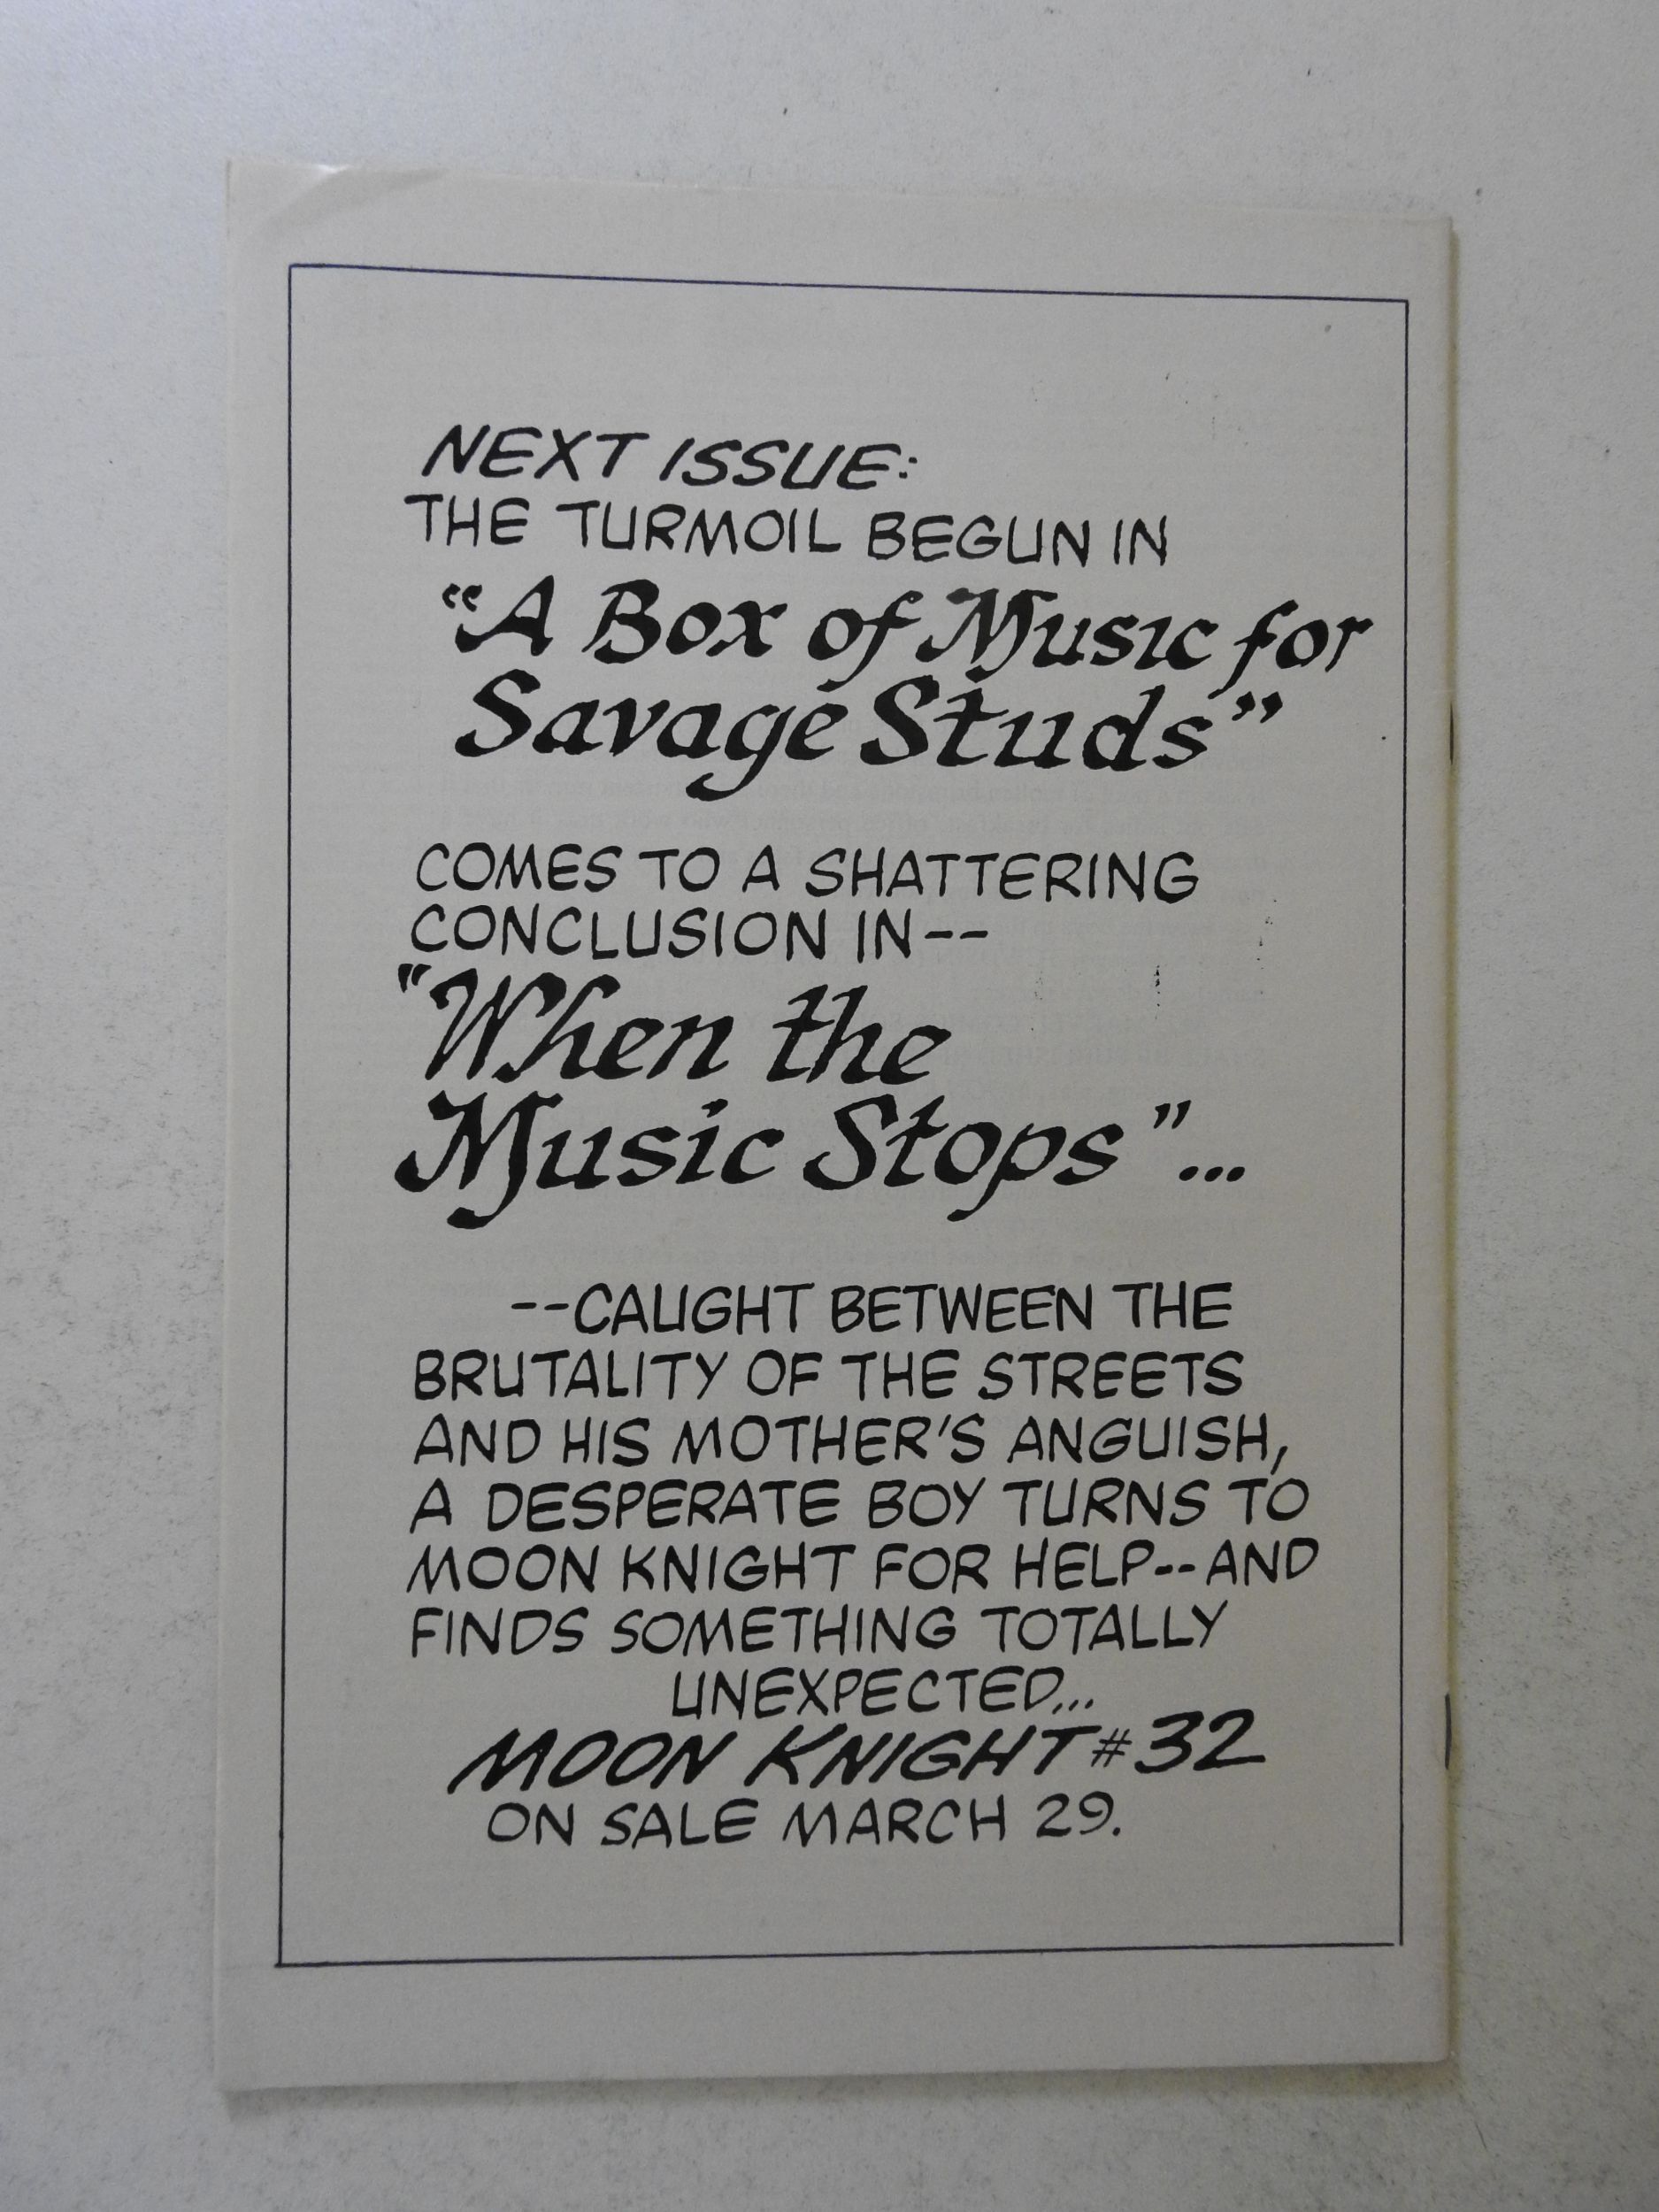 NEXT ISSUE:
THE TURMOIL BEGUN IN
“A Box of Music for
Savage Studs”
COMES TO A SHATTERING
CONCLUSION IN--
"When the
Music Stops"...
--CAUGHT BETWEEN THE
BRUTALITY OF THE STREETS
AND HIS MOTHER'S ANGUISH,
A DESPERATE BOY TURNS TO
MOON KNIGHT FOR HELP--AND
FINDS SOMETHING TOTALLY
UNEXPECTED...
MOON KNIGHT #32
ON SALE MARCH 29.